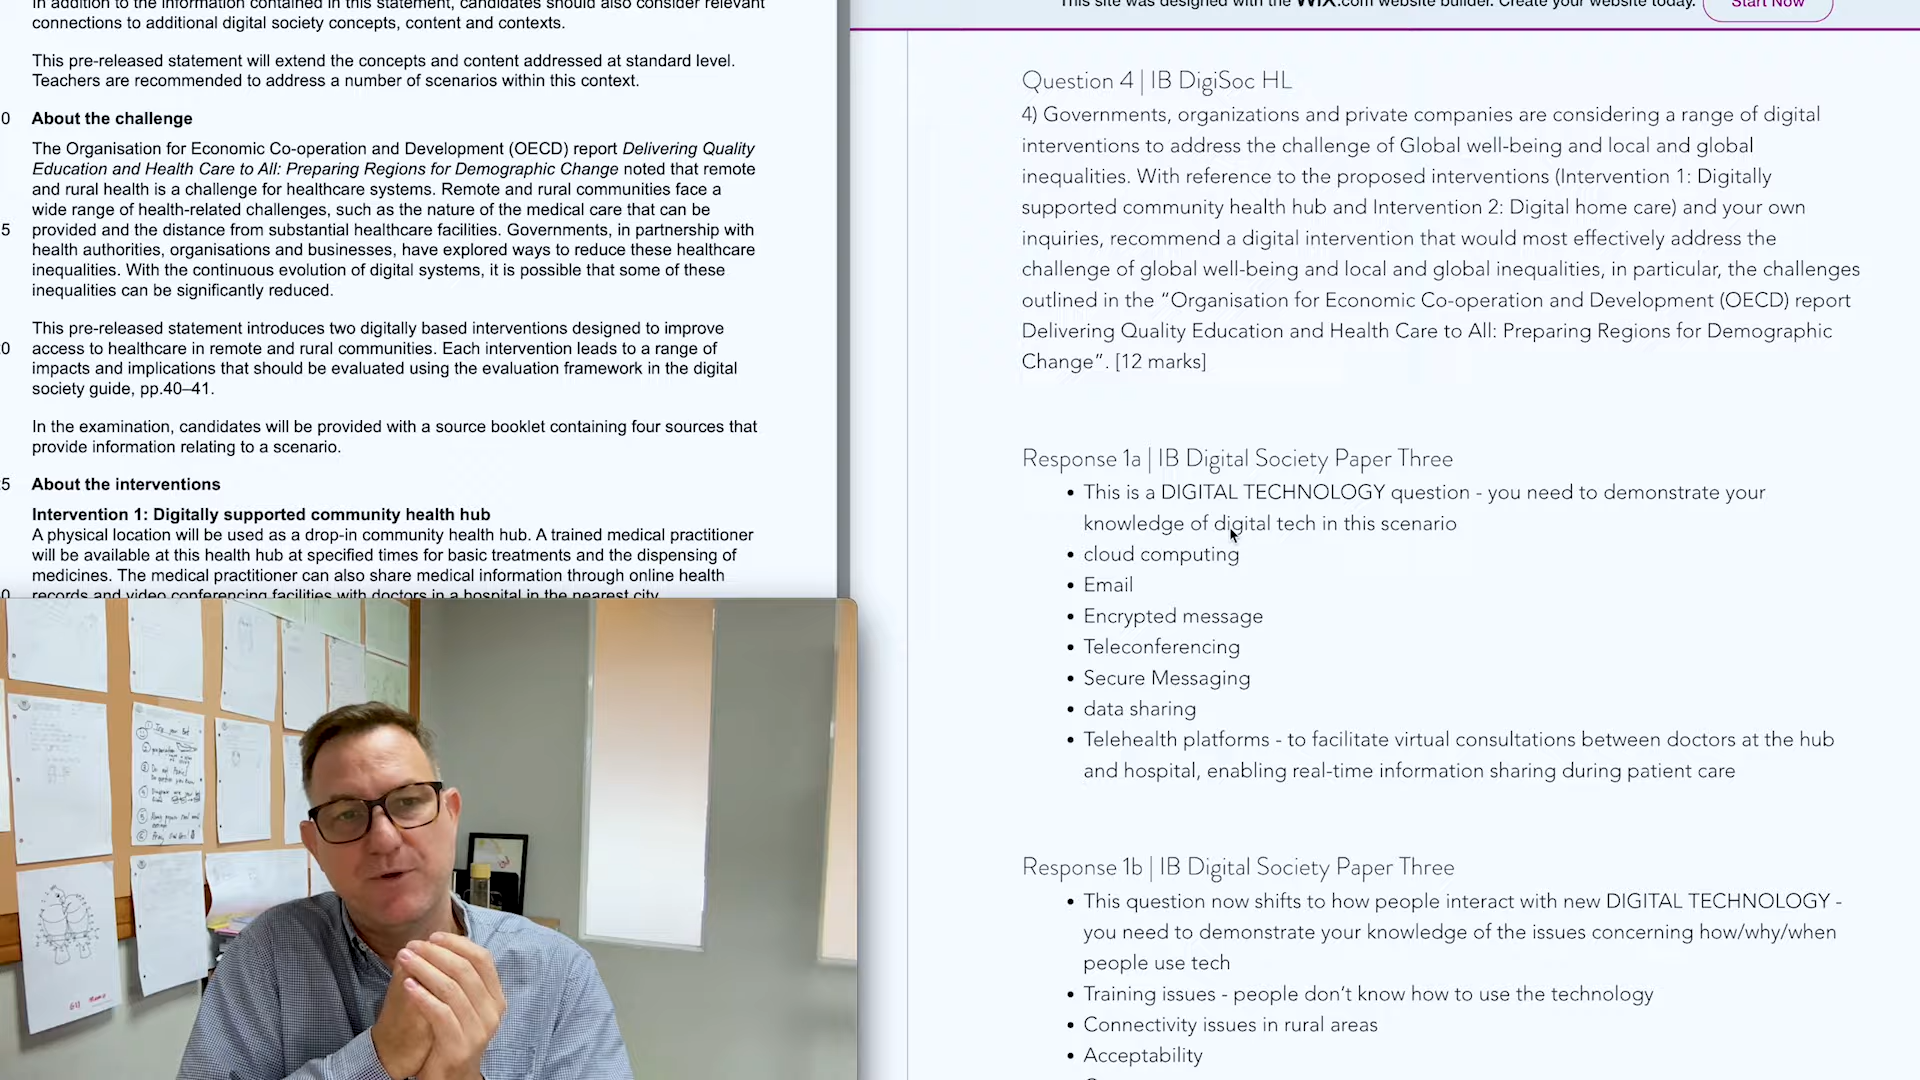 In addition to the information contained in this statement, candidates should also consider relevant
connections to additional digital society concepts, content and contexts.
This pre-released statement will extend the concepts and content addressed at standard level.
Teachers are recommended to address a number of scenarios within this context.
0 About the challenge
The Organisation for Economic Co-operation and Development (OECD) report Delivering Quality
Education and Health Care to All: Preparing Regions for Demographic Change noted that remote
and rural health is a challenge for healthcare systems. Remote and rural communities face a
wide range of health-related challenges, such as the nature of the medical care that can be
5 provided and the distance from substantial healthcare facilities. Governments, in partnership with
health authorities, organisations and businesses, have explored ways to reduce these healthcare
inequalities. With the continuous evolution of digital systems, it is possible that some of these
inequalities can be significantly reduced.
This pre-released statement introduces two digitally based interventions designed to improve
0 access to healthcare in remote and rural communities. Each intervention leads to a range of
impacts and implications that should be evaluated using the evaluation framework in the digital
society guide, pp.40–41.
In the examination, candidates will be provided with a source booklet containing four sources that
provide information relating to a scenario.
5 About the interventions
Intervention 1: Digitally supported community health hub
A physical location will be used as a drop-in community health hub. A trained medical practitioner
will be available at this health hub at specified times for basic treatments and the dispensing of
medicines. The medical practitioner can also share medical information through online health
0 records and video conferencing facilities with doctors in a hospital in the nearest city.
This site was designed with the WiX.com website builder. Create your website today. Start Now
Question 4 | IB DigiSoc HL
4) Governments, organizations and private companies are considering a range of digital
interventions to address the challenge of Global well-being and local and global
inequalities. With reference to the proposed interventions (Intervention 1: Digitally
supported community health hub and Intervention 2: Digital home care) and your own
inquiries, recommend a digital intervention that would most effectively address the
challenge of global well-being and local and global inequalities, in particular, the challenges
outlined in the “Organisation for Economic Co-operation and Development (OECD) report
Delivering Quality Education and Health Care to All: Preparing Regions for Demographic
Change”. [12 marks]
Response 1a | IB Digital Society Paper Three
• This is a DIGITAL TECHNOLOGY question - you need to demonstrate your
knowledge of digital tech in this scenario
• cloud computing
• Email
• Encrypted message
• Teleconferencing
• Secure Messaging
• data sharing
• Telehealth platforms - to facilitate virtual consultations between doctors at the hub
and hospital, enabling real-time information sharing during patient care
Response 1b | IB Digital Society Paper Three
• This question now shifts to how people interact with new DIGITAL TECHNOLOGY -
you need to demonstrate your knowledge of the issues concerning how/why/when
people use tech
• Training issues - people don’t know how to use the technology
• Connectivity issues in rural areas
• Acceptability